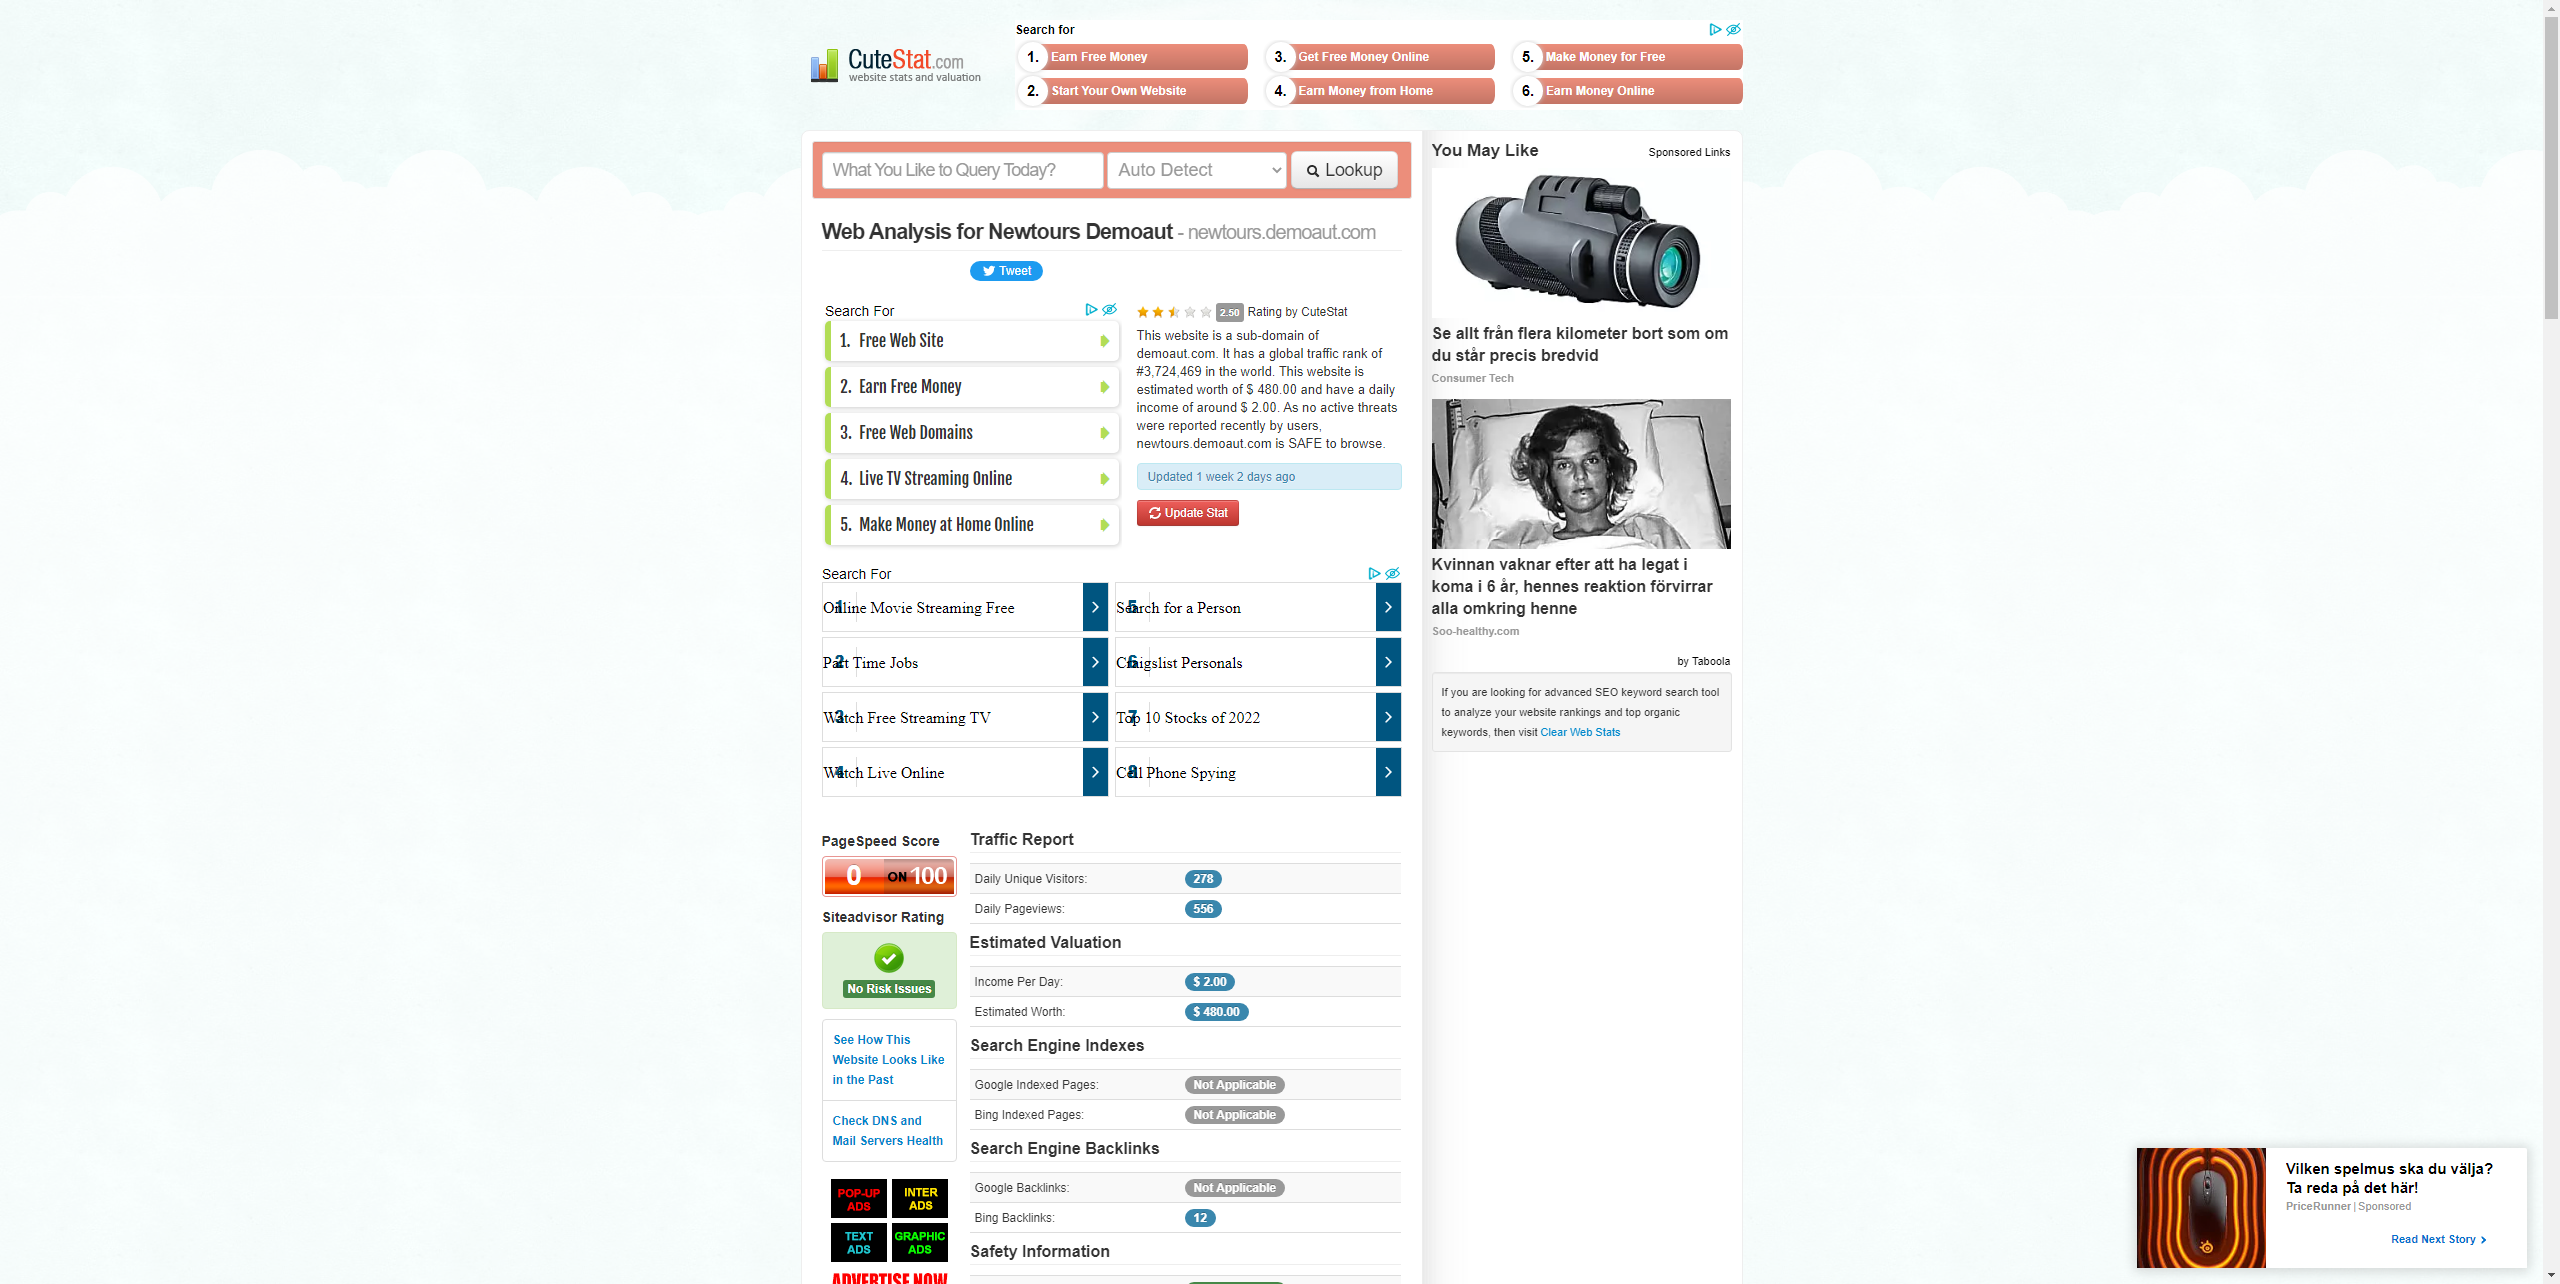 CuteStat.com
website stats and valuation
Search for
1. Earn Free Money
2. Start Your Own Website
3. Get Free Money Online
4. Earn Money from Home
5. Make Money for Free
6. Earn Money Online
What You Like to Query Today?
Auto Detect
Lookup
Web Analysis for Newtours Demoaut - newtours.demoaut.com
Tweet
Search For
1. Free Web Site
2. Earn Free Money
3. Free Web Domains
4. Live TV Streaming Online
5. Make Money at Home Online
2.50 Rating by CuteStat
This website is a sub-domain of
demoaut.com. It has a global traffic rank of
#3,724,469 in the world. This website is
estimated worth of $ 480.00 and have a daily
income of around $ 2.00. As no active threats
were reported recently by users,
newtours.demoaut.com is SAFE to browse.
Updated 1 week 2 days ago
Update Stat
Search For
1 Online Movie Streaming Free
2 Part Time Jobs
3 Watch Free Streaming TV
4 Watch Live Online
5 Search for a Person
6 Craigslist Personals
7 Top 10 Stocks of 2022
8 Cell Phone Spying
PageSpeed Score
0 ON 100
Siteadvisor Rating
No Risk Issues
See How This
Website Looks Like
in the Past
Check DNS and
Mail Servers Health
POP-UP
ADS
INTER
ADS
TEXT
ADS
GRAPHIC
ADS
ADVERTISE NOW
Traffic Report
Daily Unique Visitors: 278
Daily Pageviews: 556
Estimated Valuation
Income Per Day: $ 2.00
Estimated Worth: $ 480.00
Search Engine Indexes
Google Indexed Pages: Not Applicable
Bing Indexed Pages: Not Applicable
Search Engine Backlinks
Google Backlinks: Not Applicable
Bing Backlinks: 12
Safety Information
You May Like
Sponsored Links
Se allt från flera kilometer bort som om
du står precis bredvid
Consumer Tech
Kvinnan vaknar efter att ha legat i
koma i 6 år, hennes reaktion förvirrar
alla omkring henne
Soo-healthy.com
by Taboola
If you are looking for advanced SEO keyword search tool
to analyze your website rankings and top organic
keywords, then visit Clear Web Stats
Vilken spelmus ska du välja?
Ta reda på det här!
PriceRunner | Sponsored
Read Next Story